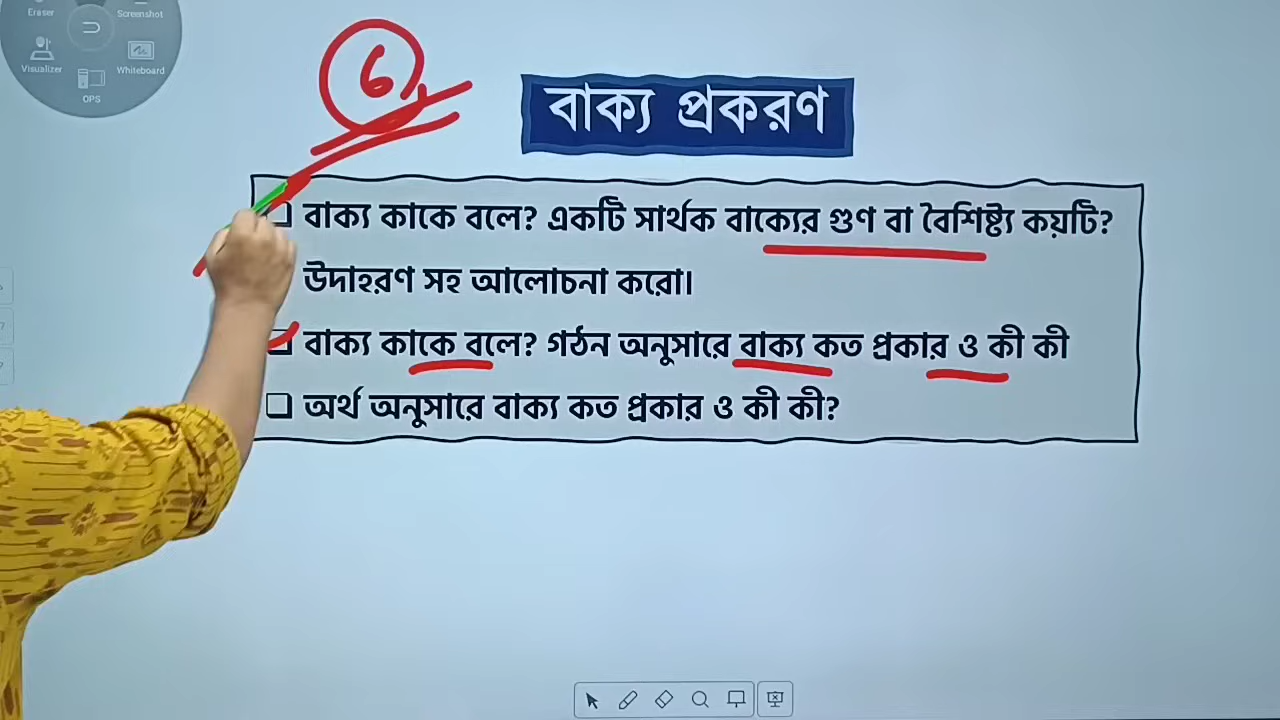 Eraser
Screenshot
Visualizer
Whiteboard
OPS
6
বাক্য প্রকরণ
বাক্য কাকে বলে? একটি সার্থক বাক্যের গুণ বা বৈশিষ্ট্য কয়টি?
উদাহরণ সহ আলোচনা করো।
বাক্য কাকে বলে? গঠন অনুসারে বাক্য কত প্রকার ও কী কী
অর্থ অনুসারে বাক্য কত প্রকার ও কী কী?